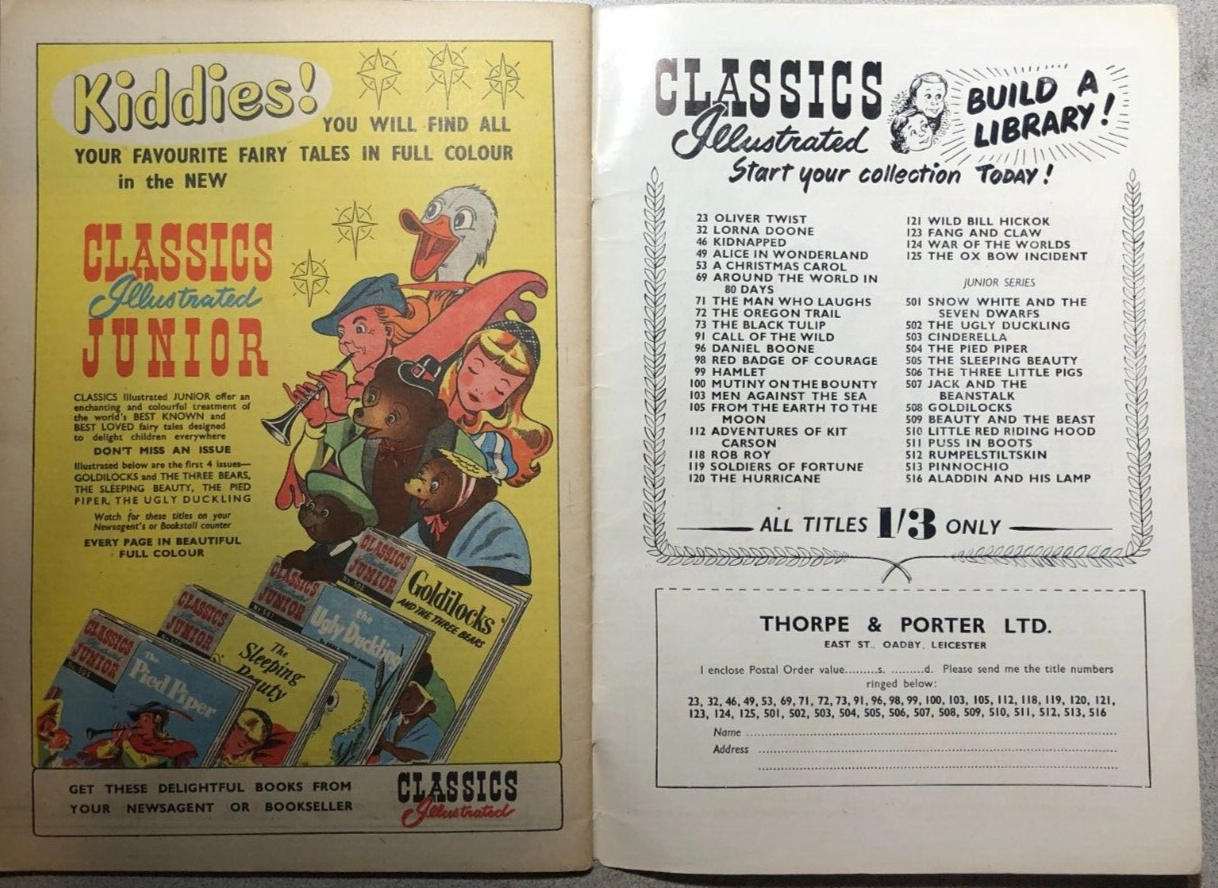 Kiddies!
YOU WILL FIND ALL
YOUR FAVOURITE FAIRY TALES IN FULL COLOUR
in the NEW
CLASSICS
Illustrated
JUNIOR
CLASSICS Illustrated JUNIOR offer an
enchanting and colourful treatment of
the world's BEST KNOWN and
BEST LOVED fairy tales designed
to delight children everywhere
DON'T MISS AN ISSUE
Illustrated below are the first 4 issues—
GOLDILOCKS and THE THREE BEARS,
THE SLEEPING BEAUTY, THE PIED
PIPER, THE UGLY DUCKLING
Watch for these titles on your
Newsagent's or Bookstall counter
EVERY PAGE IN BEAUTIFUL
FULL COLOUR
CLASSICS
Illustrated
JUNIOR
Goldilocks
AND THE THREE BEARS
CLASSICS
JUNIOR
the
Ugly Duckling
CLASSICS
JUNIOR
The
Sleeping
Beauty
CLASSICS
JUNIOR
The
Pied Piper
GET THESE DELIGHTFUL BOOKS FROM
YOUR NEWSAGENT OR BOOKSELLER
CLASSICS
Illustrated
CLASSICS
Illustrated
BUILD A
LIBRARY!
Start your collection TODAY!
23 OLIVER TWIST
32 LORNA DOONE
46 KIDNAPPED
49 ALICE IN WONDERLAND
53 A CHRISTMAS CAROL
69 AROUND THE WORLD IN
80 DAYS
71 THE MAN WHO LAUGHS
72 THE OREGON TRAIL
73 THE BLACK TULIP
91 CALL OF THE WILD
96 DANIEL BOONE
98 RED BADGE OF COURAGE
99 HAMLET
100 MUTINY ON THE BOUNTY
103 MEN AGAINST THE SEA
105 FROM THE EARTH TO THE
MOON
112 ADVENTURES OF KIT
CARSON
118 ROB ROY
119 SOLDIERS OF FORTUNE
120 THE HURRICANE
121 WILD BILL HICKOK
123 FANG AND CLAW
124 WAR OF THE WORLDS
125 THE OX BOW INCIDENT
JUNIOR SERIES
501 SNOW WHITE AND THE
SEVEN DWARFS
502 THE UGLY DUCKLING
503 CINDERELLA
504 THE PIED PIPER
505 THE SLEEPING BEAUTY
506 THE THREE LITTLE PIGS
507 JACK AND THE
BEANSTALK
508 GOLDILOCKS
509 BEAUTY AND THE BEAST
510 LITTLE RED RIDING HOOD
511 PUSS IN BOOTS
512 RUMPELSTILTSKIN
513 PINNOCHIO
516 ALADDIN AND HIS LAMP
ALL TITLES 1/3 ONLY
THORPE & PORTER LTD.
EAST ST., OADBY, LEICESTER
I enclose Postal Order value.........s. .........d. Please send me the title numbers
ringed below:
23, 32, 46, 49, 53, 69, 71, 72, 73, 91, 96, 98, 99, 100, 103, 105, 112, 118, 119, 120, 121,
123, 124, 125, 501, 502, 503, 504, 505, 506, 507, 508, 509, 510, 511, 512, 513, 516
Name
Address